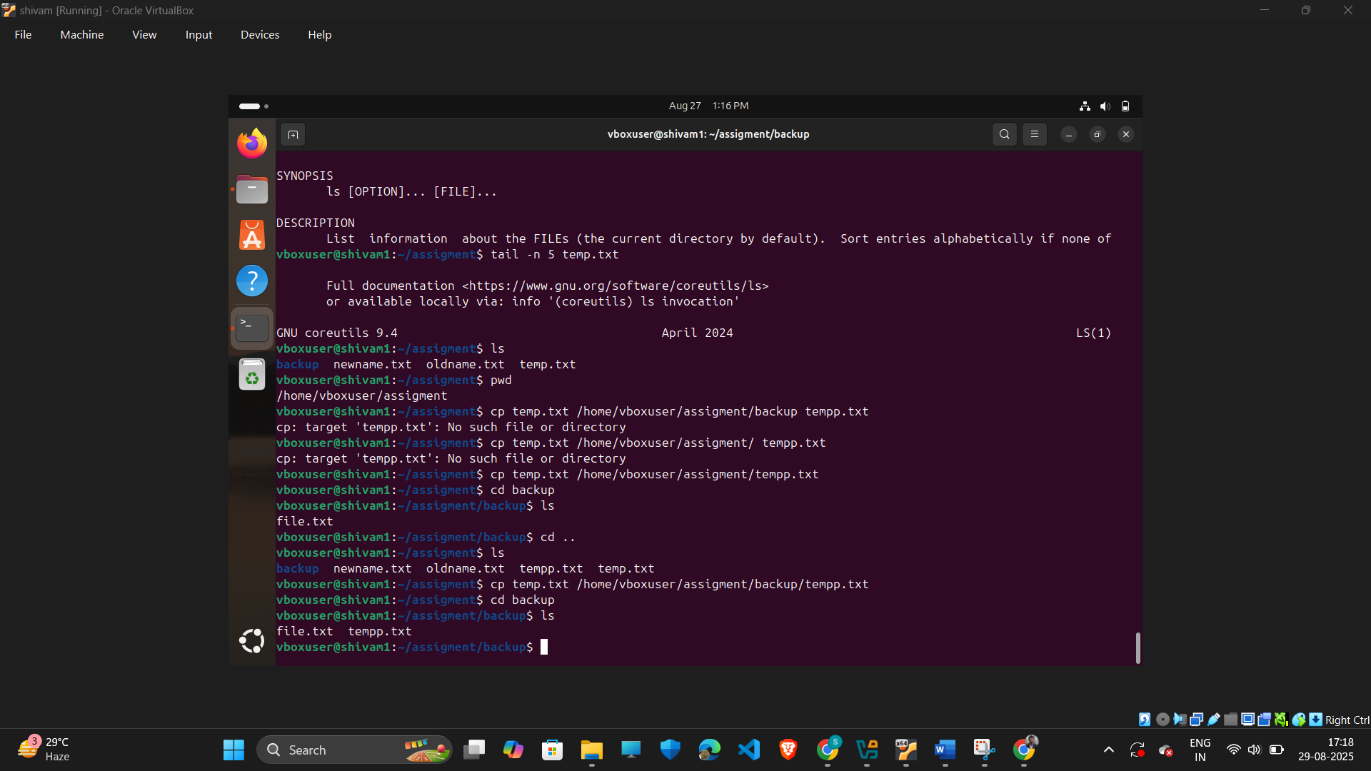 shivam [Running] - Oracle VirtualBox
File Machine View Input Devices Help
Aug 27 1:16 PM
vboxuser@shivam1: ~/assigment/backup
SYNOPSIS
ls [OPTION]... [FILE]...
DESCRIPTION
List information about the FILEs (the current directory by default). Sort entries alphabetically if none of
vboxuser@shivam1:~/assigment$ tail -n 5 temp.txt
Full documentation <https://www.gnu.org/software/coreutils/ls>
or available locally via: info '(coreutils) ls invocation'
GNU coreutils 9.4 April 2024 LS(1)
vboxuser@shivam1:~/assigment$ ls
backup newname.txt oldname.txt temp.txt
vboxuser@shivam1:~/assigment$ pwd
/home/vboxuser/assigment
vboxuser@shivam1:~/assigment$ cp temp.txt /home/vboxuser/assigment/backup tempp.txt
cp: target 'tempp.txt': No such file or directory
vboxuser@shivam1:~/assigment$ cp temp.txt /home/vboxuser/assigment/ tempp.txt
cp: target 'tempp.txt': No such file or directory
vboxuser@shivam1:~/assigment$ cp temp.txt /home/vboxuser/assigment/tempp.txt
vboxuser@shivam1:~/assigment$ cd backup
vboxuser@shivam1:~/assigment/backup$ ls
file.txt
vboxuser@shivam1:~/assigment/backup$ cd ..
vboxuser@shivam1:~/assigment$ ls
backup newname.txt oldname.txt tempp.txt temp.txt
vboxuser@shivam1:~/assigment$ cp temp.txt /home/vboxuser/assigment/backup/tempp.txt
vboxuser@shivam1:~/assigment$ cd backup
vboxuser@shivam1:~/assigment/backup$ ls
file.txt tempp.txt
vboxuser@shivam1:~/assigment/backup$
Right Ctrl
3
29°C
Haze
Search
ENG
IN
17:18
29-08-2025